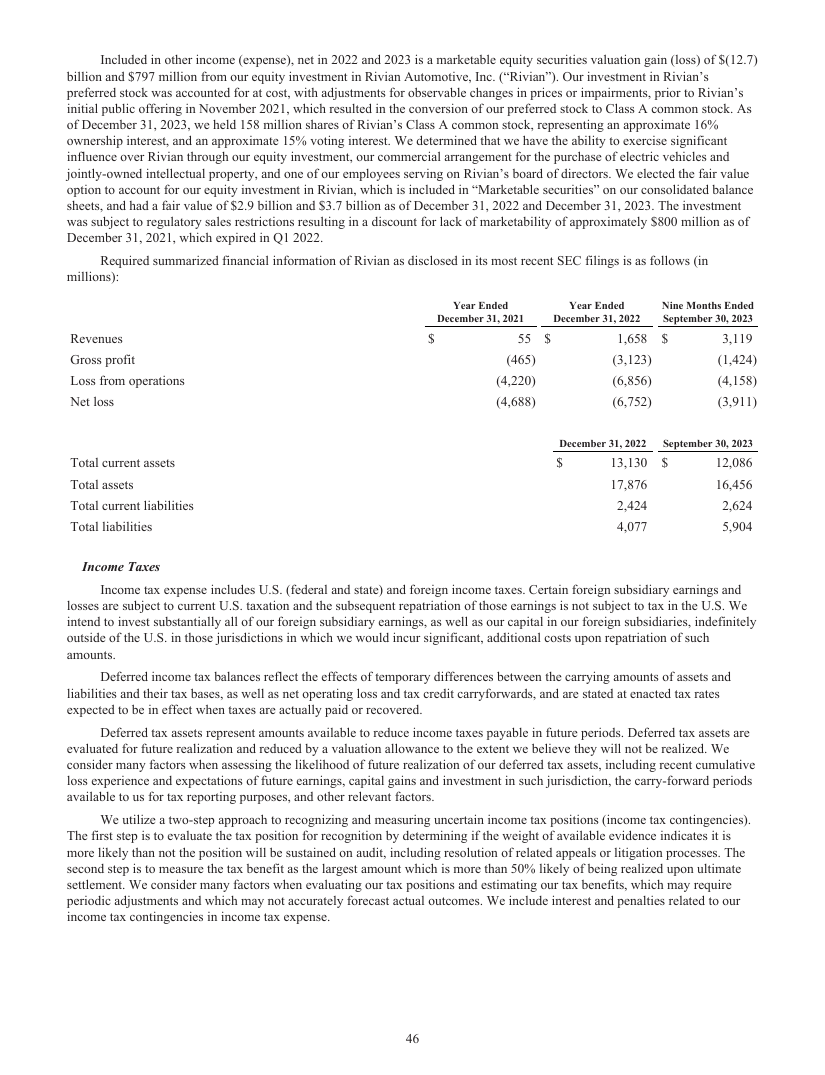 Included in other income (expense), net in 2022 and 2023 is a marketable equity securities valuation gain (loss) of $(12.7)
billion and $797 million from our equity investment in Rivian Automotive, Inc. (“Rivian”). Our investment in Rivian’s
preferred stock was accounted for at cost, with adjustments for observable changes in prices or impairments, prior to Rivian’s
initial public offering in November 2021, which resulted in the conversion of our preferred stock to Class A common stock. As
of December 31, 2023, we held 158 million shares of Rivian’s Class A common stock, representing an approximate 16%
ownership interest, and an approximate 15% voting interest. We determined that we have the ability to exercise significant
influence over Rivian through our equity investment, our commercial arrangement for the purchase of electric vehicles and
jointly-owned intellectual property, and one of our employees serving on Rivian’s board of directors. We elected the fair value
option to account for our equity investment in Rivian, which is included in “Marketable securities” on our consolidated balance
sheets, and had a fair value of $2.9 billion and $3.7 billion as of December 31, 2022 and December 31, 2023. The investment
was subject to regulatory sales restrictions resulting in a discount for lack of marketability of approximately $800 million as of
December 31, 2021, which expired in Q1 2022.
Required summarized financial information of Rivian as disclosed in its most recent SEC filings is as follows (in
millions):
Year Ended Year Ended Nine Months Ended
December 31, 2021 December 31, 2022 September 30, 2023
Revenues $ 55 $ 1,658 $ 3,119
Gross profit (465) (3,123) (1,424)
Loss from operations (4,220) (6,856) (4,158)
Net loss (4,688) (6,752) (3,911)
December 31, 2022 September 30, 2023
Total current assets $ 13,130 $ 12,086
Total assets 17,876 16,456
Total current liabilities 2,424 2,624
Total liabilities 4,077 5,904
Income Taxes
Income tax expense includes U.S. (federal and state) and foreign income taxes. Certain foreign subsidiary earnings and
losses are subject to current U.S. taxation and the subsequent repatriation of those earnings is not subject to tax in the U.S. We
intend to invest substantially all of our foreign subsidiary earnings, as well as our capital in our foreign subsidiaries, indefinitely
outside of the U.S. in those jurisdictions in which we would incur significant, additional costs upon repatriation of such
amounts.
Deferred income tax balances reflect the effects of temporary differences between the carrying amounts of assets and
liabilities and their tax bases, as well as net operating loss and tax credit carryforwards, and are stated at enacted tax rates
expected to be in effect when taxes are actually paid or recovered.
Deferred tax assets represent amounts available to reduce income taxes payable in future periods. Deferred tax assets are
evaluated for future realization and reduced by a valuation allowance to the extent we believe they will not be realized. We
consider many factors when assessing the likelihood of future realization of our deferred tax assets, including recent cumulative
loss experience and expectations of future earnings, capital gains and investment in such jurisdiction, the carry-forward periods
available to us for tax reporting purposes, and other relevant factors.
We utilize a two-step approach to recognizing and measuring uncertain income tax positions (income tax contingencies).
The first step is to evaluate the tax position for recognition by determining if the weight of available evidence indicates it is
more likely than not the position will be sustained on audit, including resolution of related appeals or litigation processes. The
second step is to measure the tax benefit as the largest amount which is more than 50% likely of being realized upon ultimate
settlement. We consider many factors when evaluating our tax positions and estimating our tax benefits, which may require
periodic adjustments and which may not accurately forecast actual outcomes. We include interest and penalties related to our
income tax contingencies in income tax expense.
46